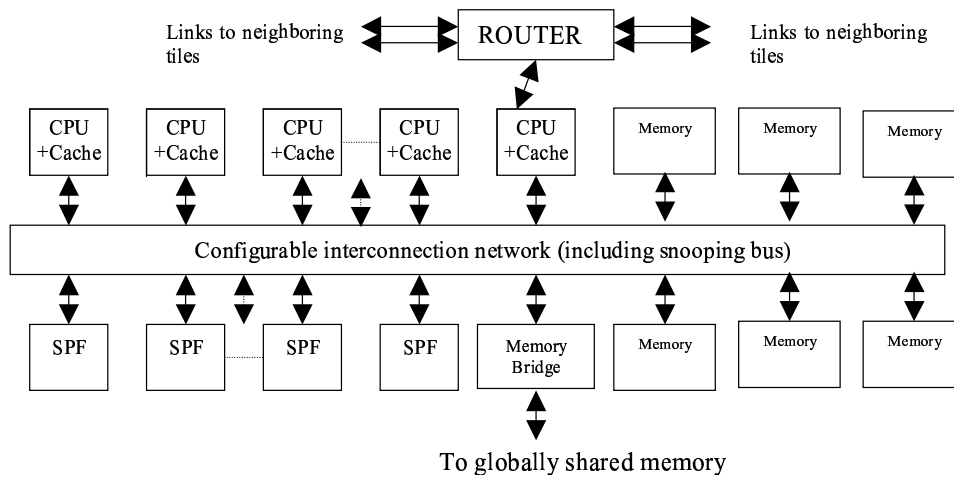 Links to neighboring
tiles
ROUTER
Links to neighboring
tiles
CPU
+Cache
CPU
+Cache
CPU
+Cache
CPU
+Cache
CPU
+Cache
Memory
Memory
Memory
Configurable interconnection network (including snooping bus)
SPF
SPF
SPF
SPF
Memory
Bridge
Memory
Memory
Memory
To globally shared memory